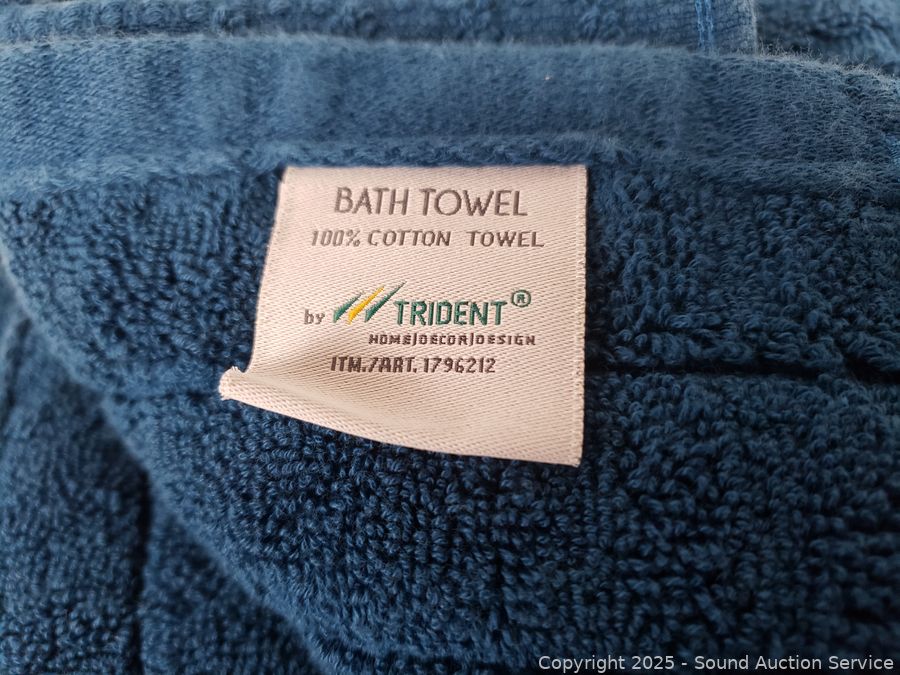 BATH TOWEL
100% COTTON TOWEL
by TRIDENT®
HOME|DECOR|DESIGN
ITM./ART. 1796212
Copyright 2025 - Sound Auction Service